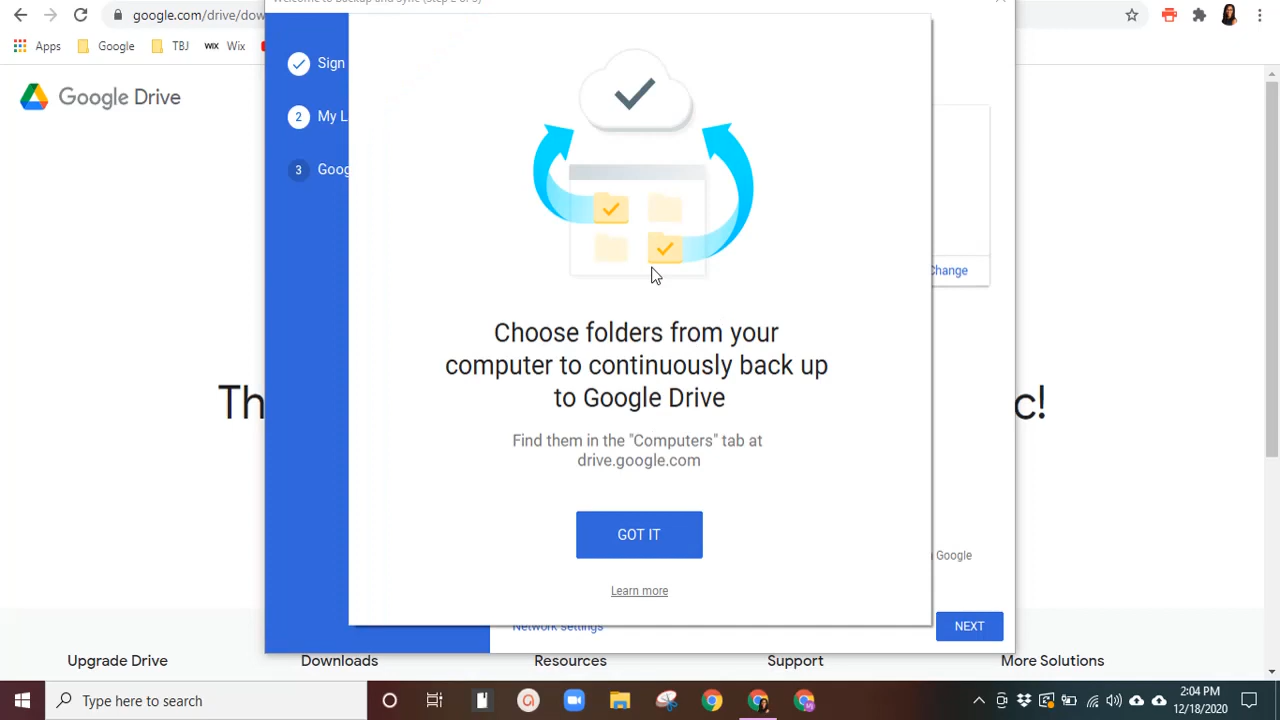 google.com/drive/dow
Apps
Google
TBJ
WIX Wix
Google Drive
Sign
2 My L
3 Goog
Choose folders from your
computer to continuously back up
to Google Drive
Find them in the "Computers" tab at
drive.google.com
GOT IT
Learn more
Change
Th
c!
Google
Network settings
NEXT
Upgrade Drive
Downloads
Resources
Support
More Solutions
Type here to search
2:04 PM
12/18/2020